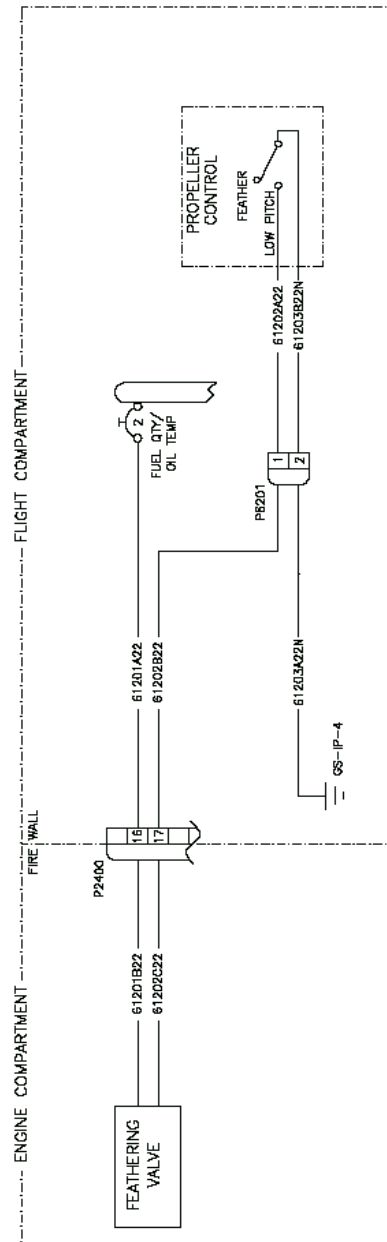 ENGINE COMPARTMENT
FLIGHT COMPARTMENT
FIRE WALL
P2400
FEATHERING
VALVE
61201B22
61202C22
16
17
61201A22
61202B22
2
FUEL QTY/
OIL TEMP
61203A22N
GS-IP-4
P6201
1
2
61202A22
61203B22N
PROPELLER
CONTROL
FEATHER
LOW PITCH